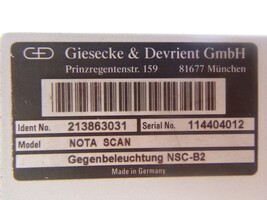 Giesecke & Devrient GmbH
Prinzregentenstr. 159 81677 München
Ident No. 213863031 Serial No. 114404012
Model NOTA SCAN
Gegenbeleuchtung NSC-B2
Made in Germany